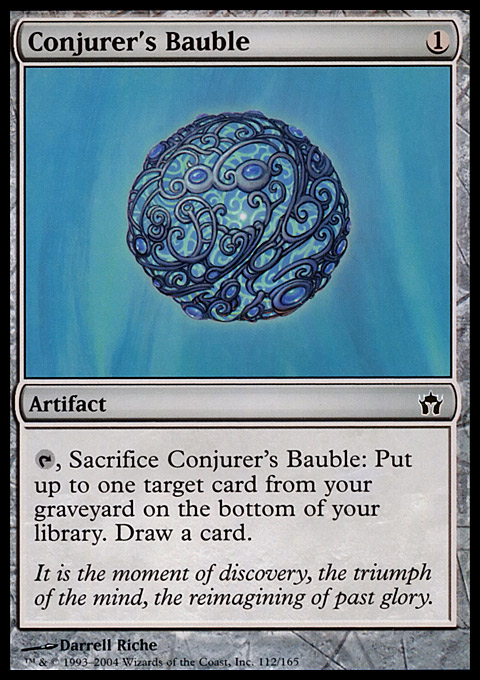 Conjurer's Bauble 1
Artifact
, Sacrifice Conjurer's Bauble: Put
up to one target card from your
graveyard on the bottom of your
library. Draw a card.
It is the moment of discovery, the triumph
of the mind, the reimagining of past glory.
Darrell Riche
™ & © 1993–2004 Wizards of the Coast, Inc. 112/165